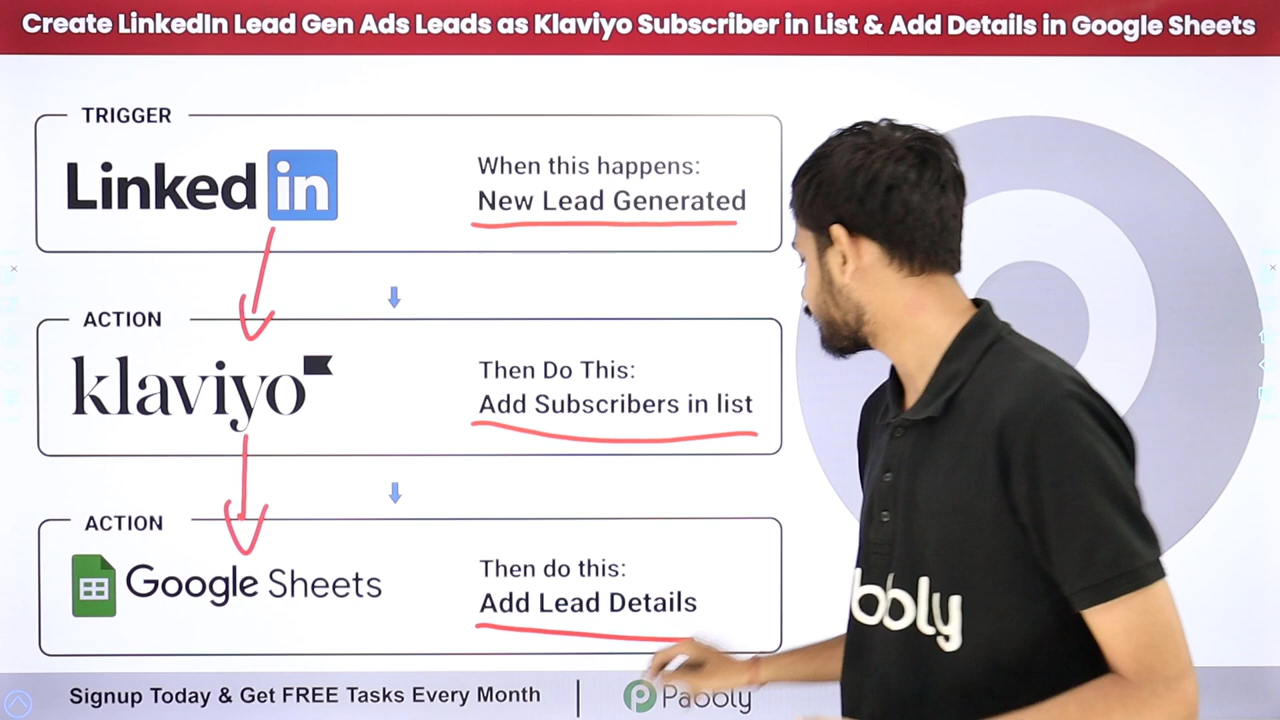 Create LinkedIn Lead Gen Ads Leads as Klaviyo Subscriber in List & Add Details in Google Sheets
TRIGGER
Linked in
When this happens:
New Lead Generated
ACTION
klaviyo
Then Do This:
Add Subscribers in list
ACTION
Google Sheets
Then do this:
Add Lead Details
Signup Today & Get FREE Tasks Every Month
Pabbly